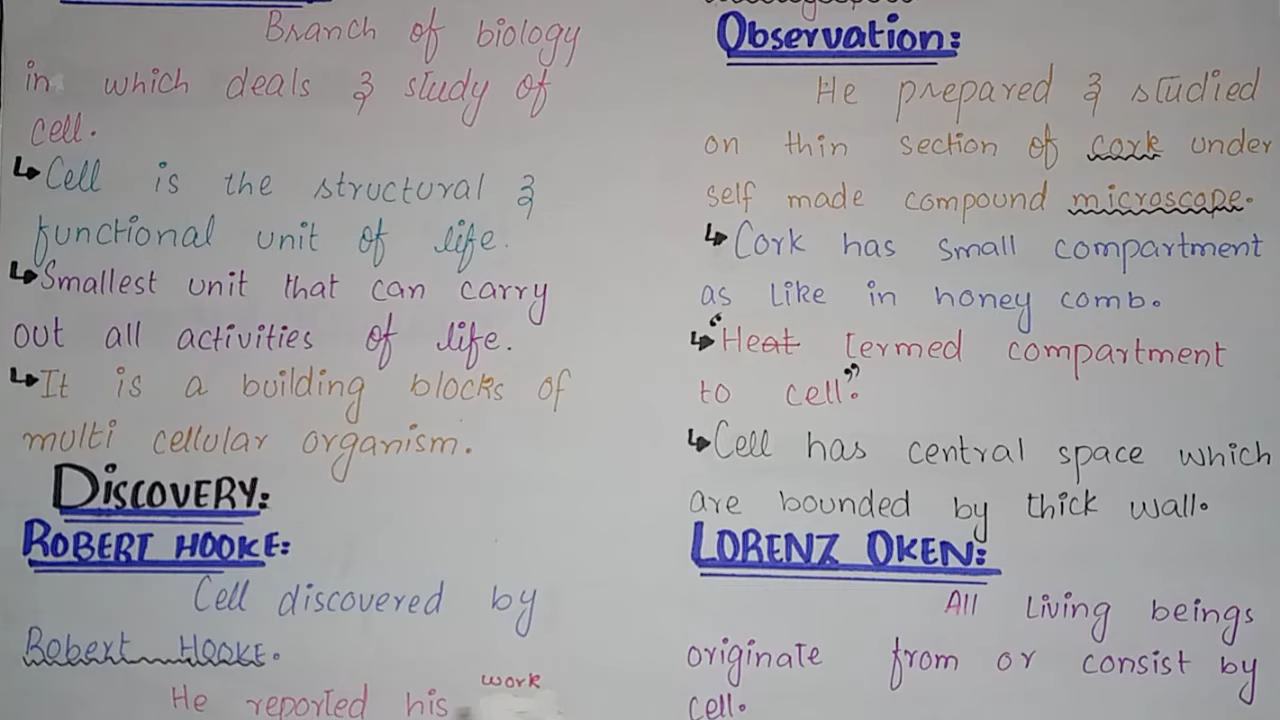 Branch of biology
in which deals & study of
cell.
Cell is the structural &
functional unit of life.
Smallest unit that can carry
out all activities of life.
It is a building blocks of
multi cellular organism.
DISCOVERY:
ROBERT HOOKE:
Cell discovered by
Robert HOOKE.
He reported his work
Observation:
He prepared & studied
on thin section of cork under
self made compound microscope.
Cork has small compartment
as like in honey comb.
"Heat termed compartment
to cell".
Cell has central space which
are bounded by thick wall.
LORENZ OKEN:
All living beings
originate from or consist by
cell.